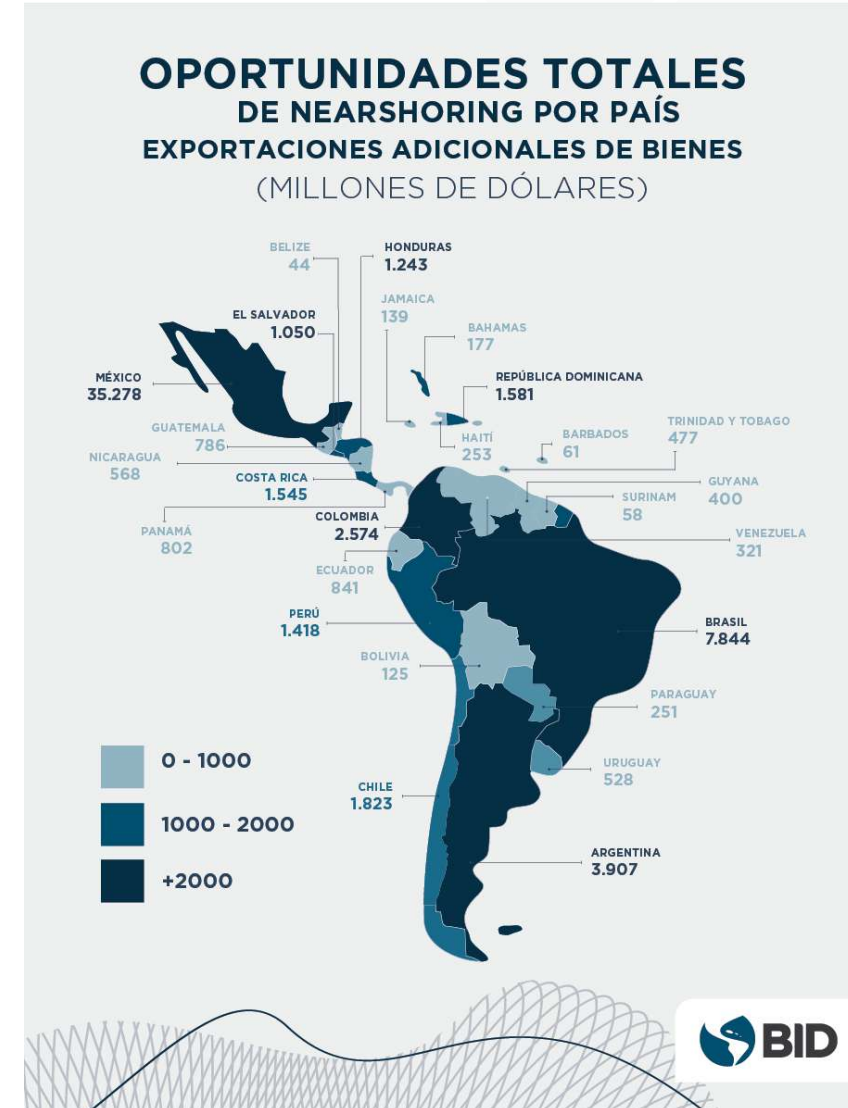 OPORTUNIDADES TOTALES
DE NEARSHORING POR PAÍS
EXPORTACIONES ADICIONALES DE BIENES
(MILLONES DE DÓLARES)
BELIZE
44
HONDURAS
1.243
JAMAICA
139
EL SALVADOR
1.050
BAHAMAS
177
MÉXICO
35.278
REPÚBLICA DOMINICANA
1.581
GUATEMALA
786
HAITÍ
253
BARBADOS
61
TRINIDAD Y TOBAGO
477
NICARAGUA
568
COSTA RICA
1.545
GUYANA
400
SURINAM
58
COLOMBIA
2.574
PANAMÁ
802
VENEZUELA
321
ECUADOR
841
PERÚ
1.418
BRASIL
7.844
BOLIVIA
125
PARAGUAY
251
0 - 1000
URUGUAY
528
CHILE
1.823
1000 - 2000
ARGENTINA
3.907
+2000
BID